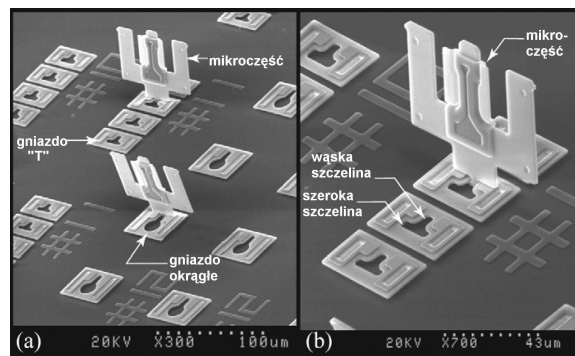 mikroczęść
gniazdo
"T"
gniazdo
okrągłe
(a)
20KV X300 100um
mikro-
część
wąska
szczelina
szeroka
szczelina
(b)
20KV X700 43um